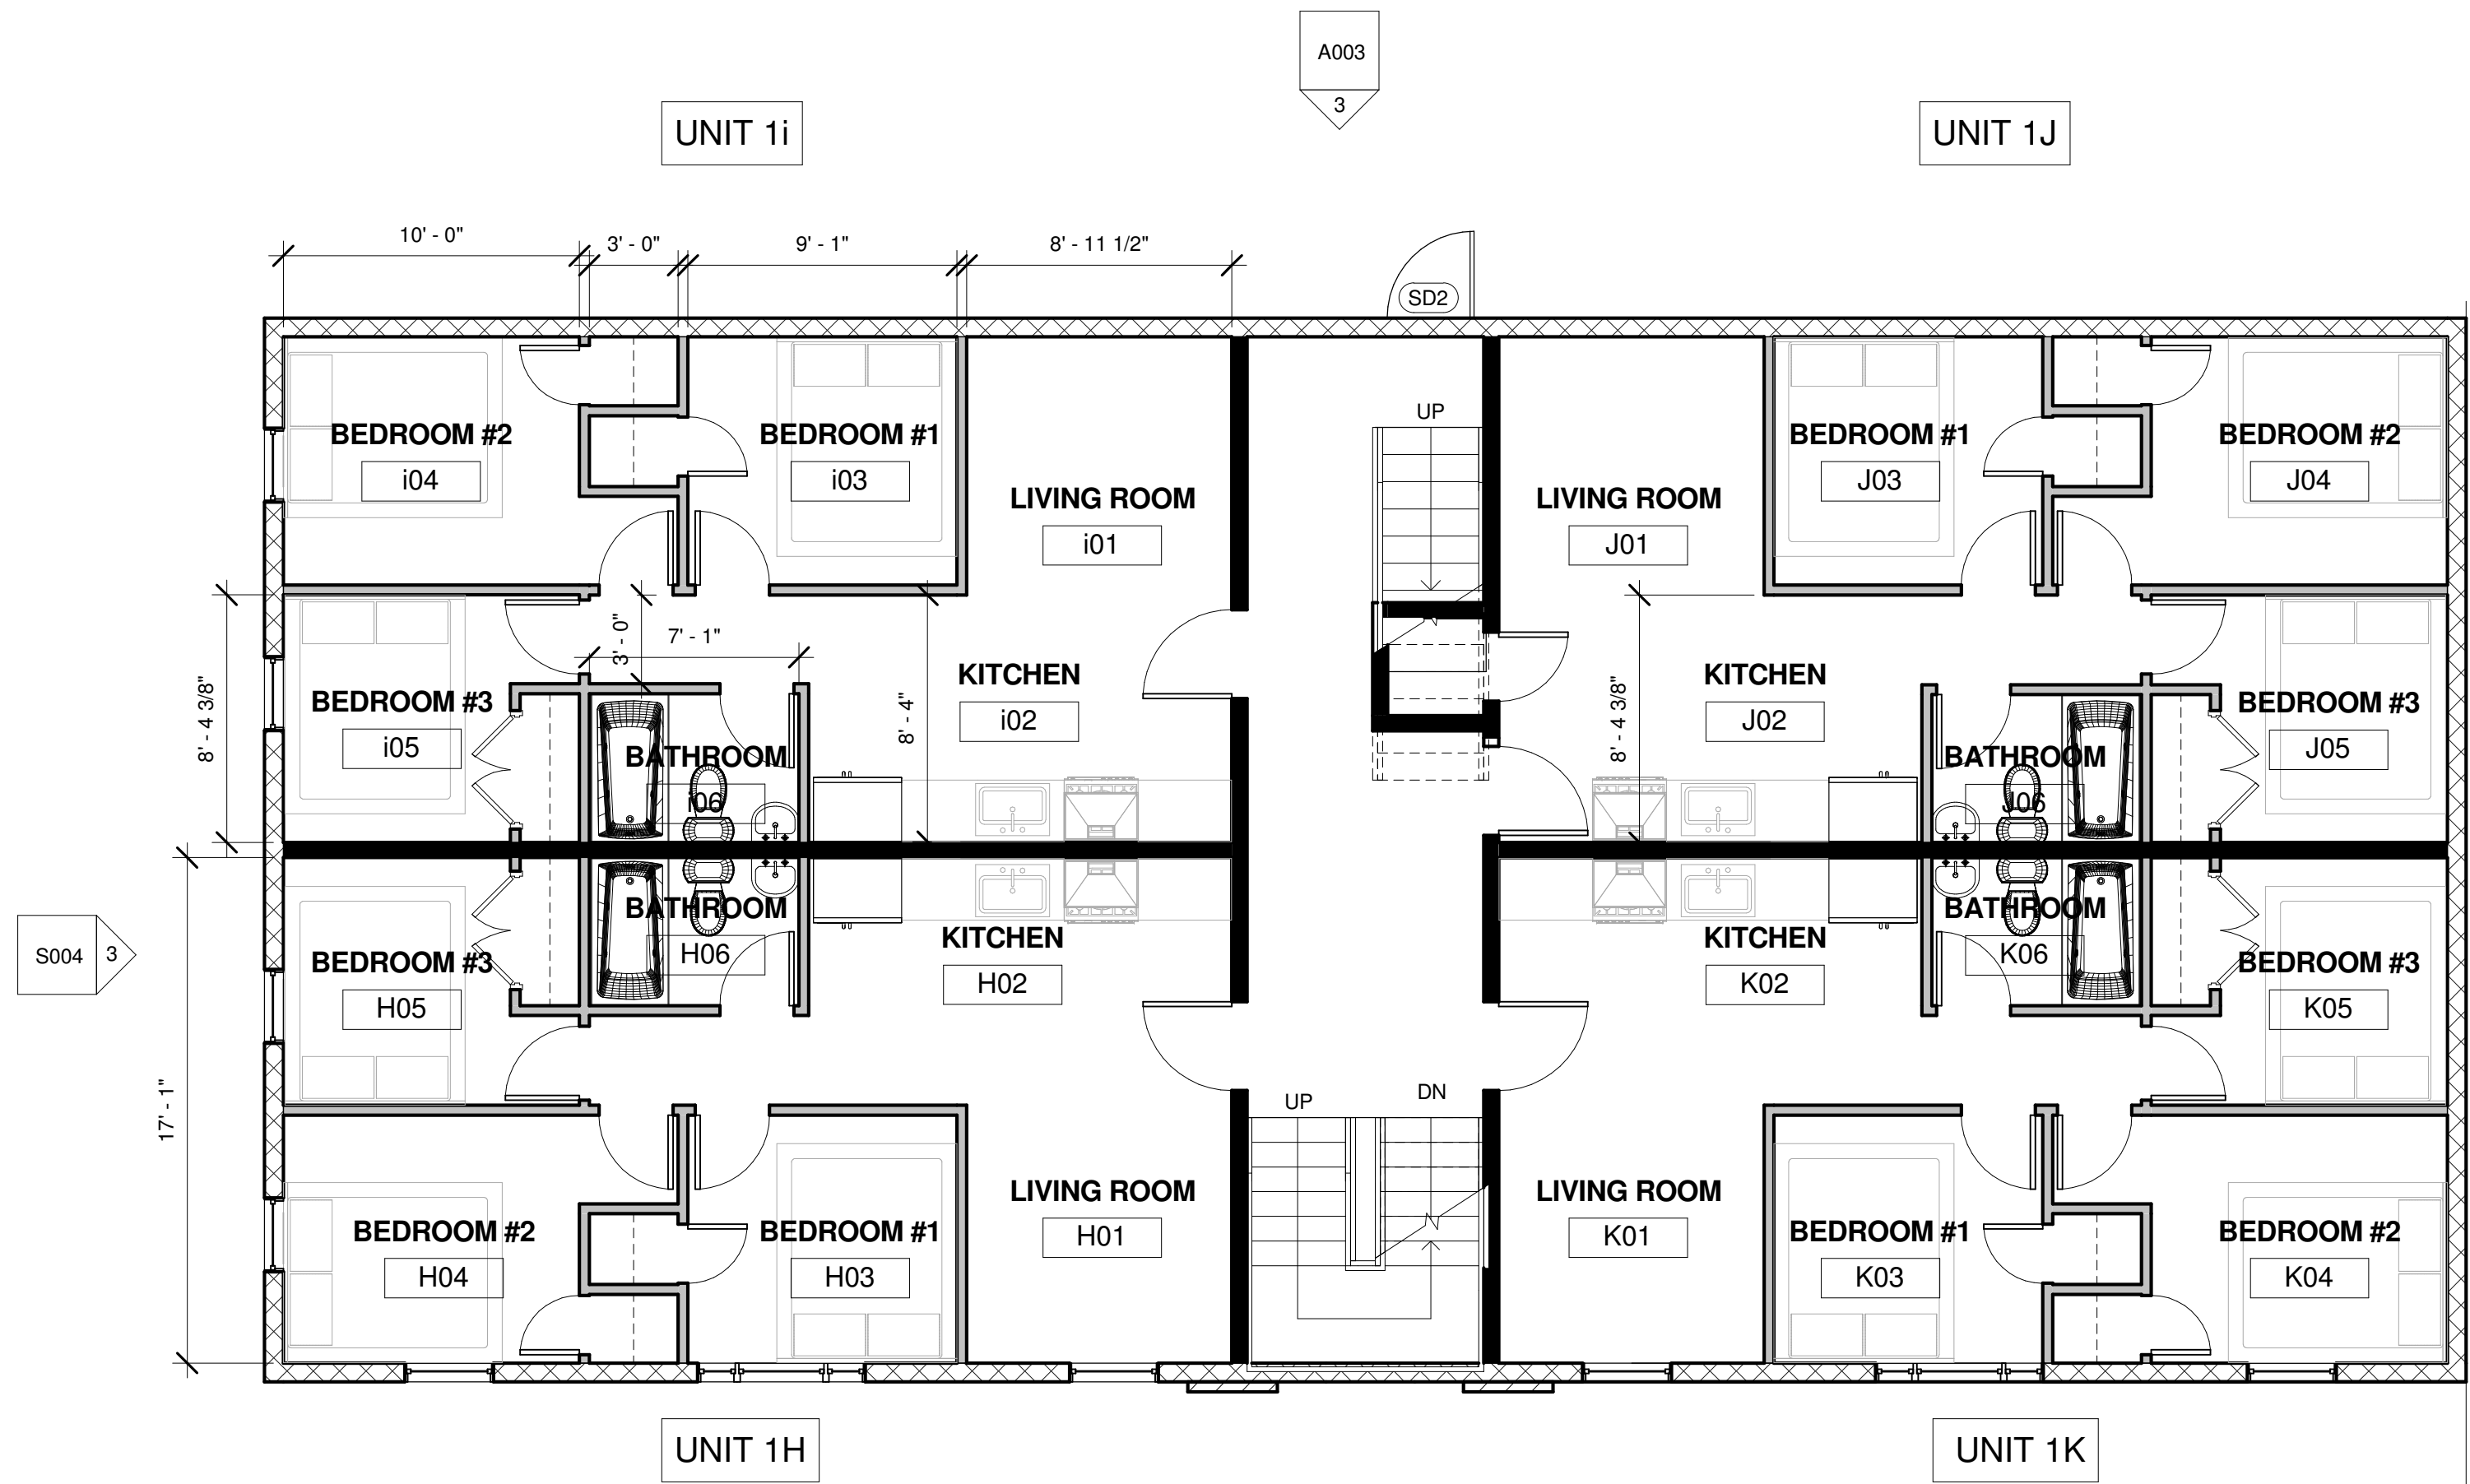 A003
3
UNIT 1i
UNIT 1J
10' - 0"
3' - 0"
9' - 1"
8' - 11 1/2"
SD2
UP
BEDROOM #2
i04
BEDROOM #1
i03
LIVING ROOM
i01
LIVING ROOM
J01
BEDROOM #1
J03
BEDROOM #2
J04
8' - 4 3/8"
3' - 0"
7' - 1"
BEDROOM #3
i05
BATHROOM
i06
8' - 4"
KITCHEN
i02
8' - 4 3/8"
KITCHEN
J02
BATHROOM
J06
BEDROOM #3
J05
S004
3
17' - 1"
BEDROOM #3
H05
BATHROOM
H06
KITCHEN
H02
KITCHEN
K02
BATHROOM
K06
BEDROOM #3
K05
UP
DN
BEDROOM #2
H04
BEDROOM #1
H03
LIVING ROOM
H01
LIVING ROOM
K01
BEDROOM #1
K03
BEDROOM #2
K04
UNIT 1H
UNIT 1K